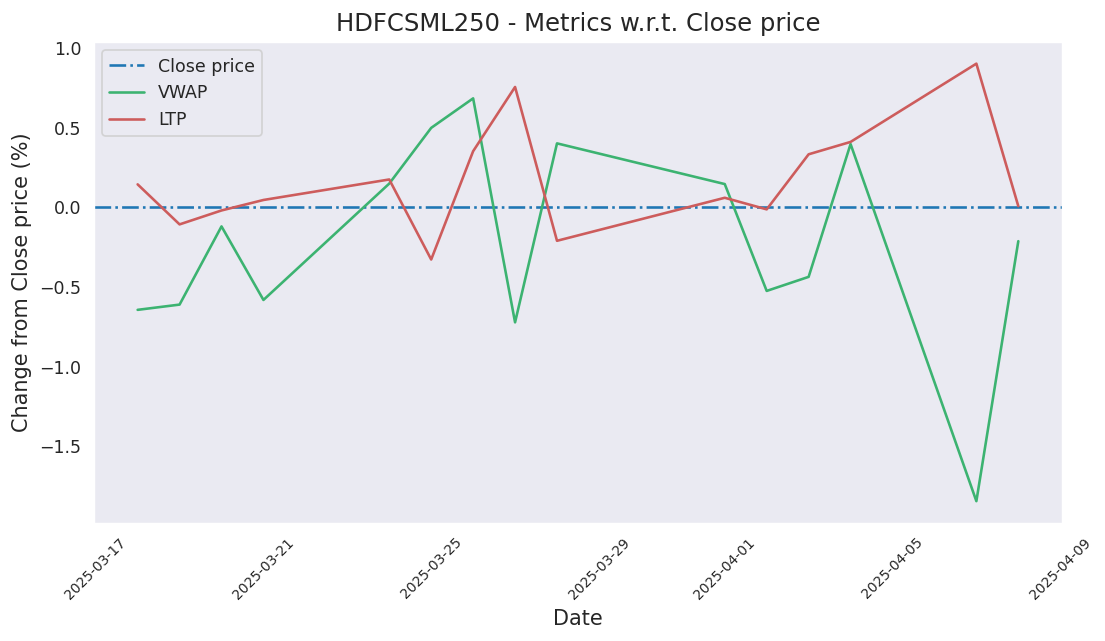 HDFCSML250 - Metrics w.r.t. Close price
Change from Close price (%)
1.0
0.5
0.0
−0.5
−1.0
−1.5
Close price
VWAP
LTP
2025-03-17
2025-03-21
2025-03-25
2025-03-29
2025-04-01
2025-04-05
2025-04-09
Date